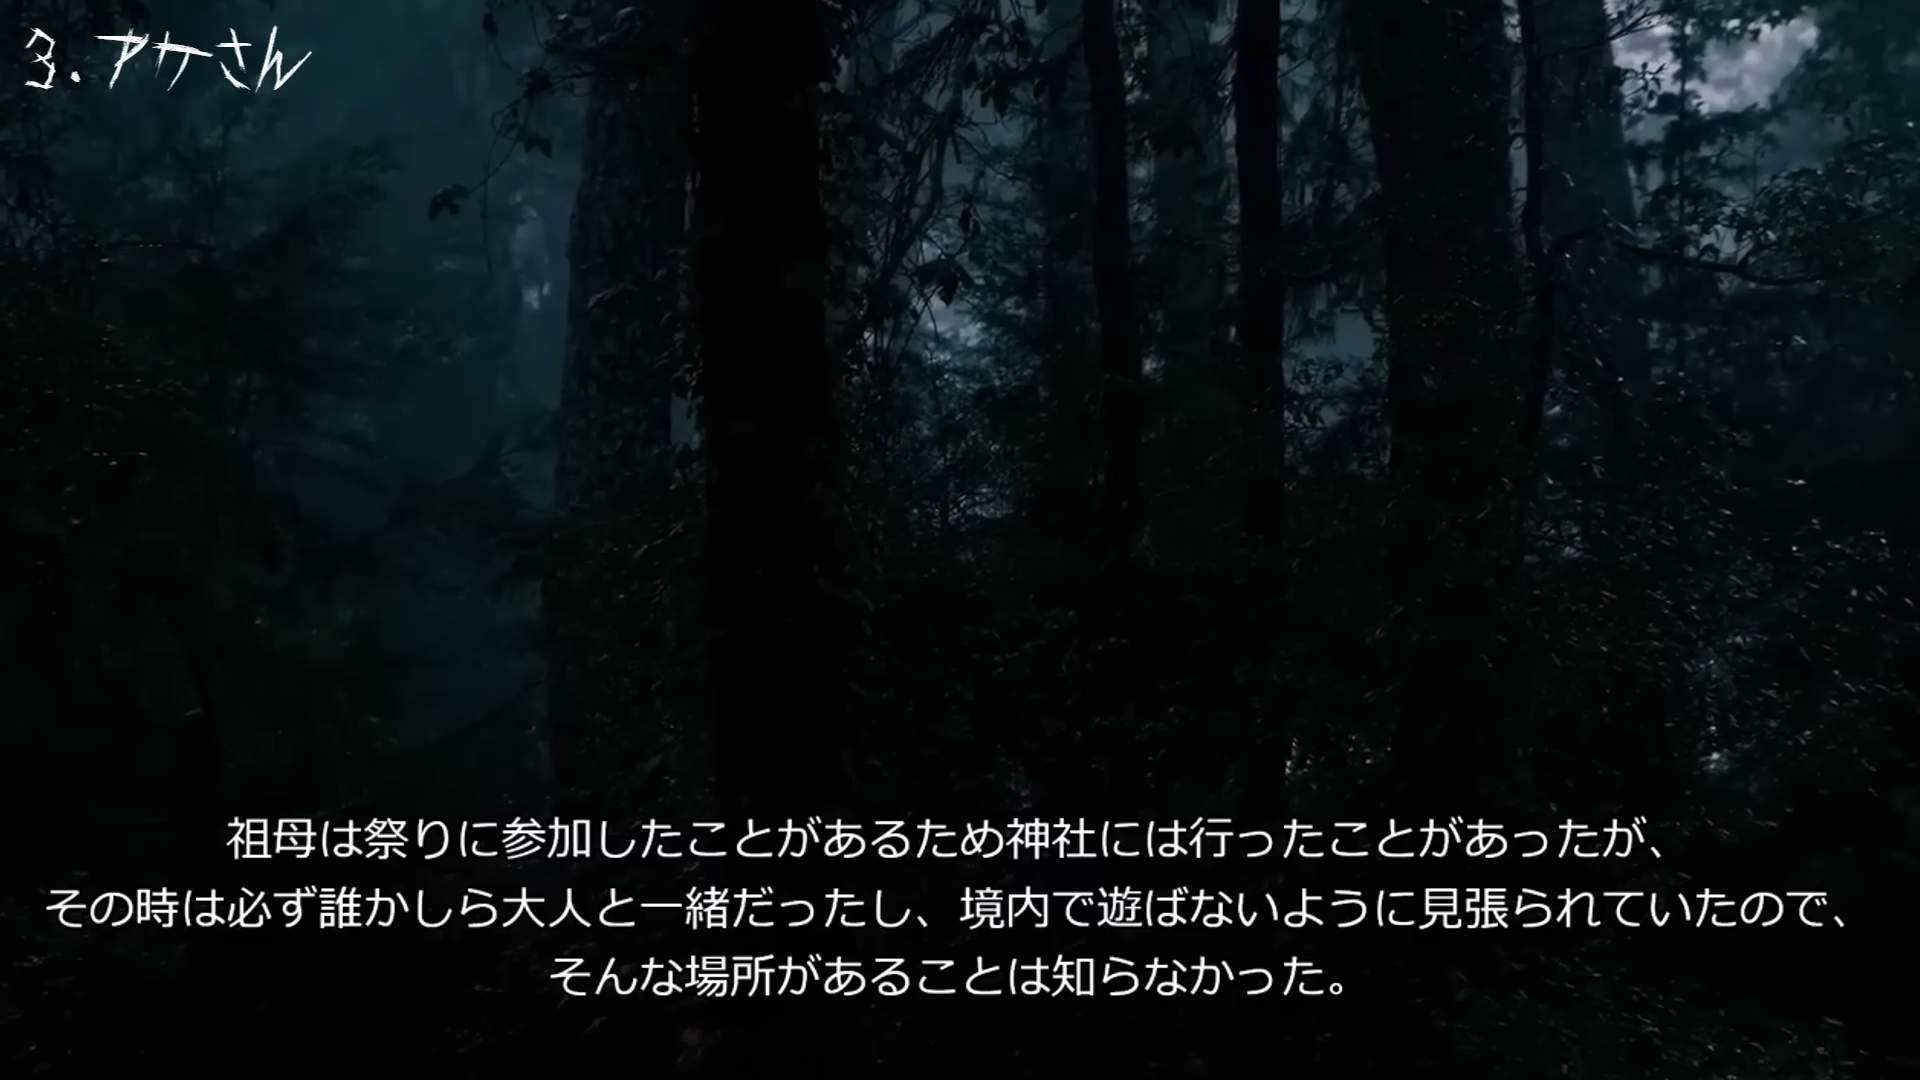 3.アケさん
祖母は祭りに参加したことがあるため神社には行ったことがあったが、
その時は必ず誰かしら大人と一緒だったし、境内で遊ばないように見張られていたので、
そんな場所があることは知らなかった。